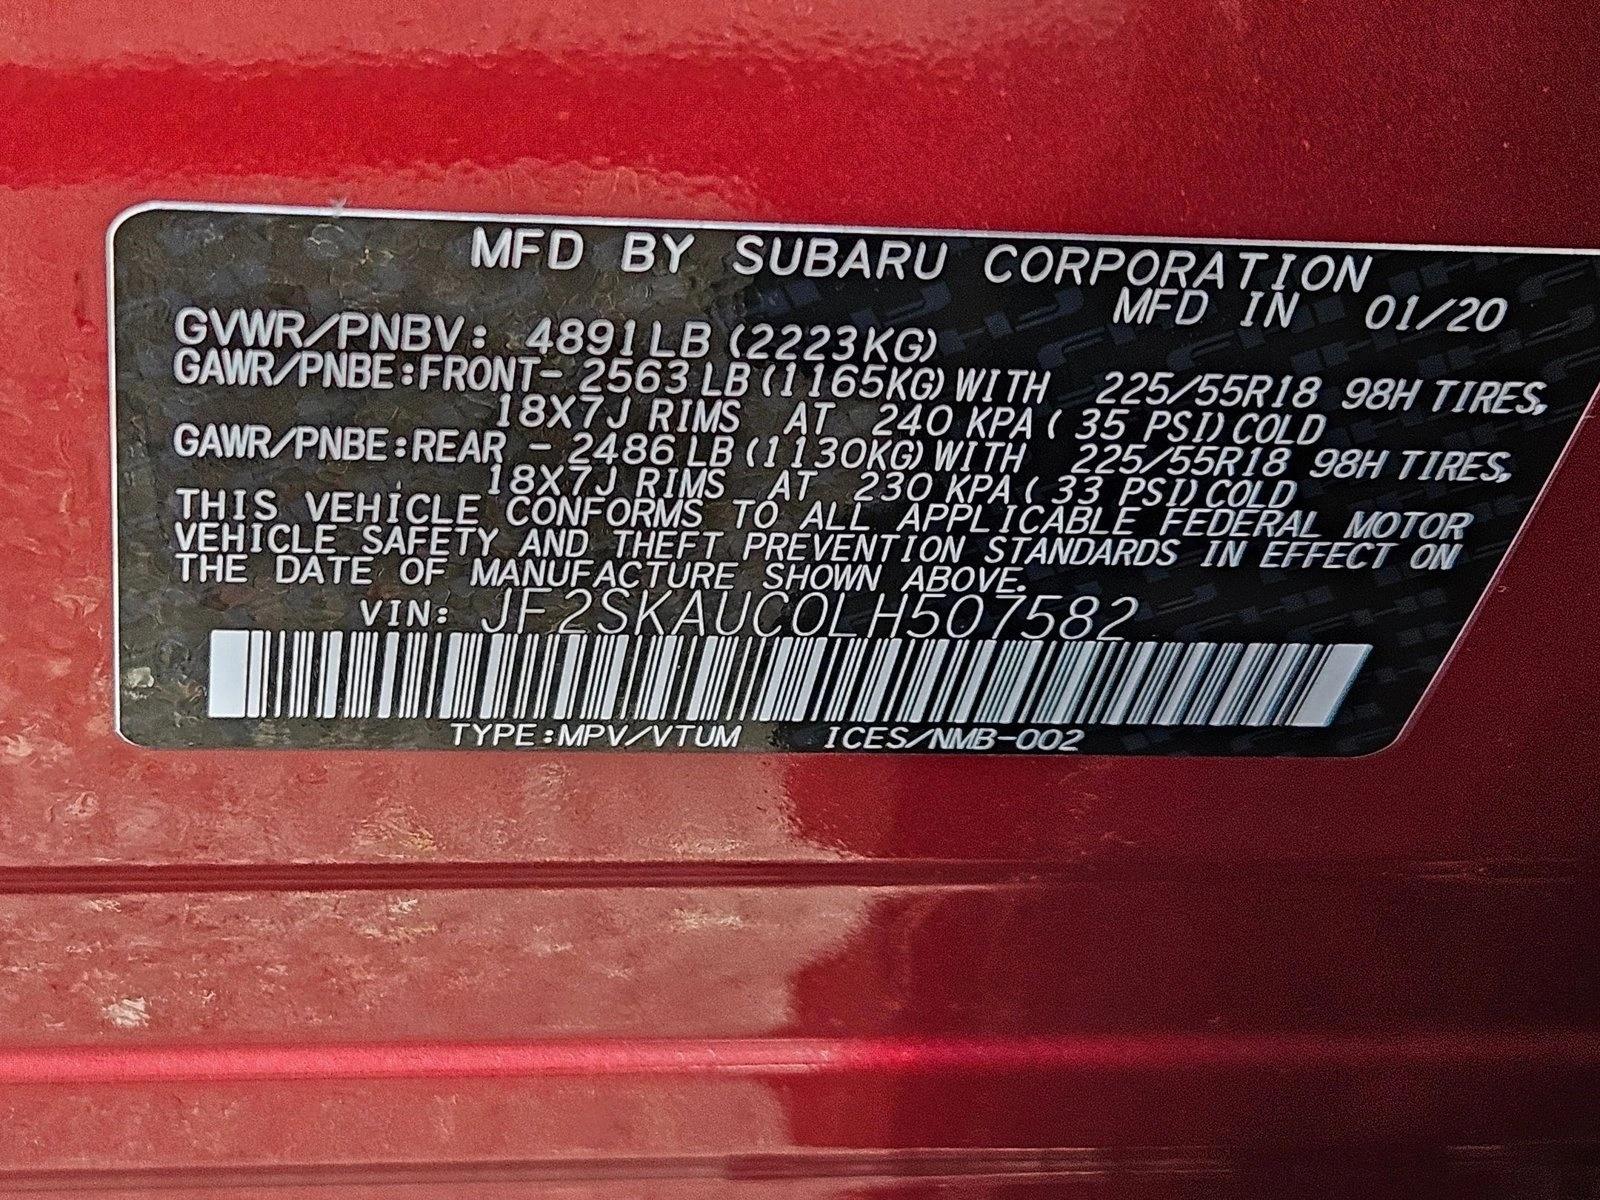 MFD BY SUBARU CORPORATION
MFD IN 01/20
GVWR/PNBV: 4891LB (2223KG)
GAWR/PNBE:FRONT- 2563 LB (1165KG) WITH 225/55R18 98H TIRES,
18X7J RIMS AT 240 KPA ( 35 PSI) COLD
GAWR/PNBE:REAR - 2486 LB (1130KG) WITH 225/55R18 98H TIRES,
18X7J RIMS AT 230 KPA ( 33 PSI) COLD
THIS VEHICLE CONFORMS TO ALL APPLICABLE FEDERAL MOTOR
VEHICLE SAFETY AND THEFT PREVENTION STANDARDS IN EFFECT ON
THE DATE OF MANUFACTURE SHOWN ABOVE.
VIN: JF2SKAUC0LH507582
TYPE:MPV/VTUM ICES/NMB-002